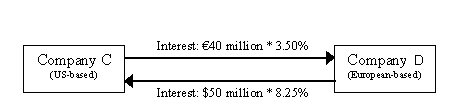 Interest: €40 million * 3.50%
Company C
(US-based)
Company D
(European-based)
Interest: $50 million * 8.25%